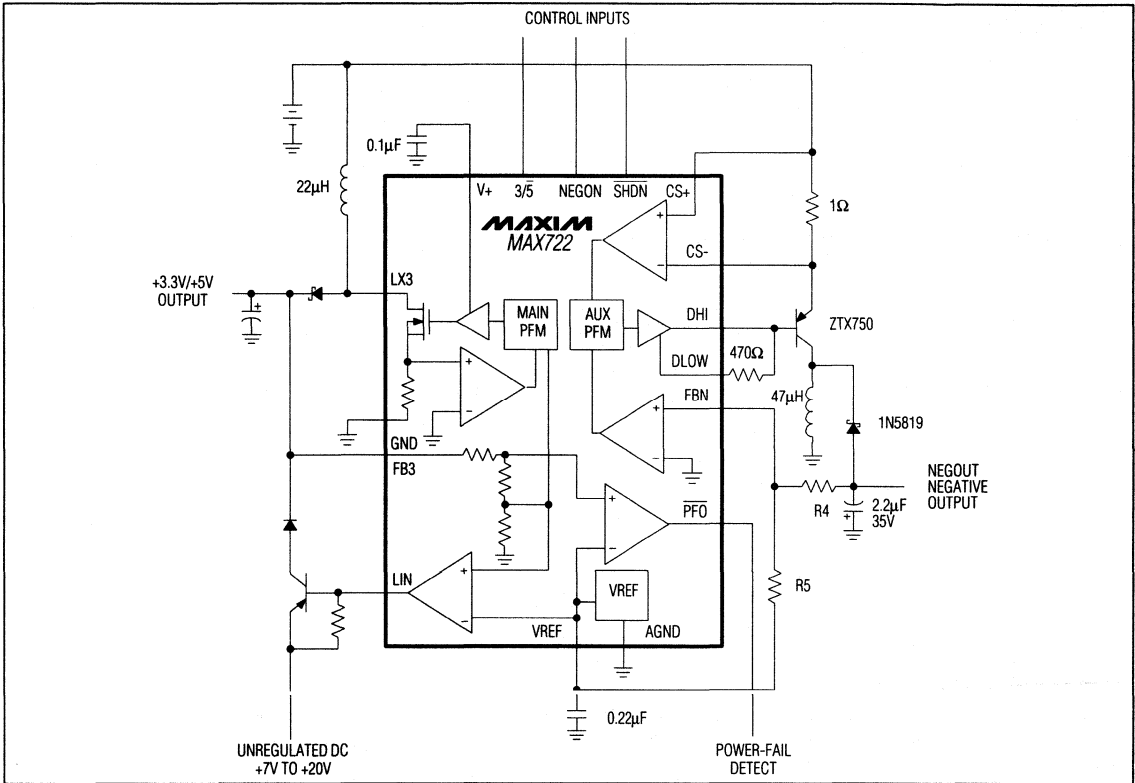 CONTROL INPUTS
0.1µF
22µH
V+
3/5̅
NEGON
S̅H̅D̅N̅
CS+
MAXIM
MAX722
1Ω
CS-
+3.3V/+5V
OUTPUT
LX3
MAIN
PFM
AUX
PFM
DHI
ZTX750
DLOW
470Ω
FBN
47µH
1N5819
GND
FB3
NEGOUT
NEGATIVE
OUTPUT
P̅F̅O̅
R4
2.2µF
35V
LIN
VREF
R5
VREF
AGND
0.22µF
UNREGULATED DC
+7V TO +20V
POWER-FAIL
DETECT